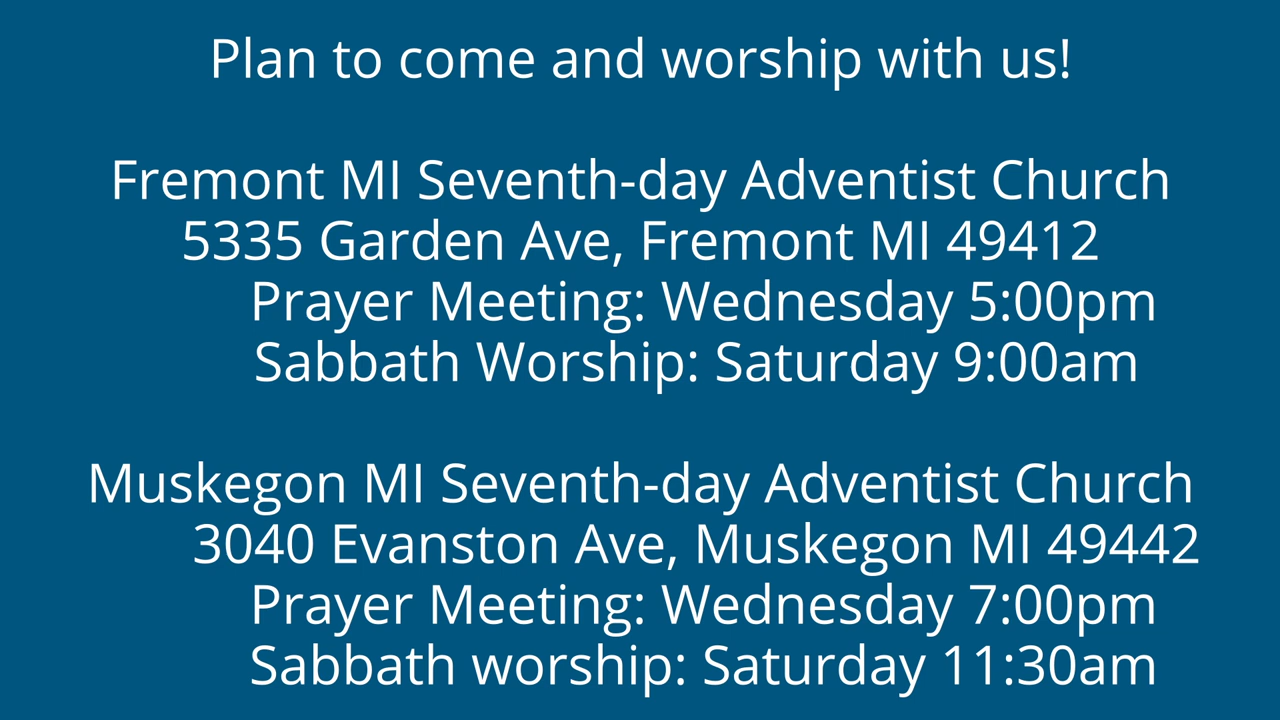 Plan to come and worship with us!
Fremont MI Seventh-day Adventist Church
5335 Garden Ave, Fremont MI 49412
Prayer Meeting: Wednesday 5:00pm
Sabbath Worship: Saturday 9:00am
Muskegon MI Seventh-day Adventist Church
3040 Evanston Ave, Muskegon MI 49442
Prayer Meeting: Wednesday 7:00pm
Sabbath worship: Saturday 11:30am